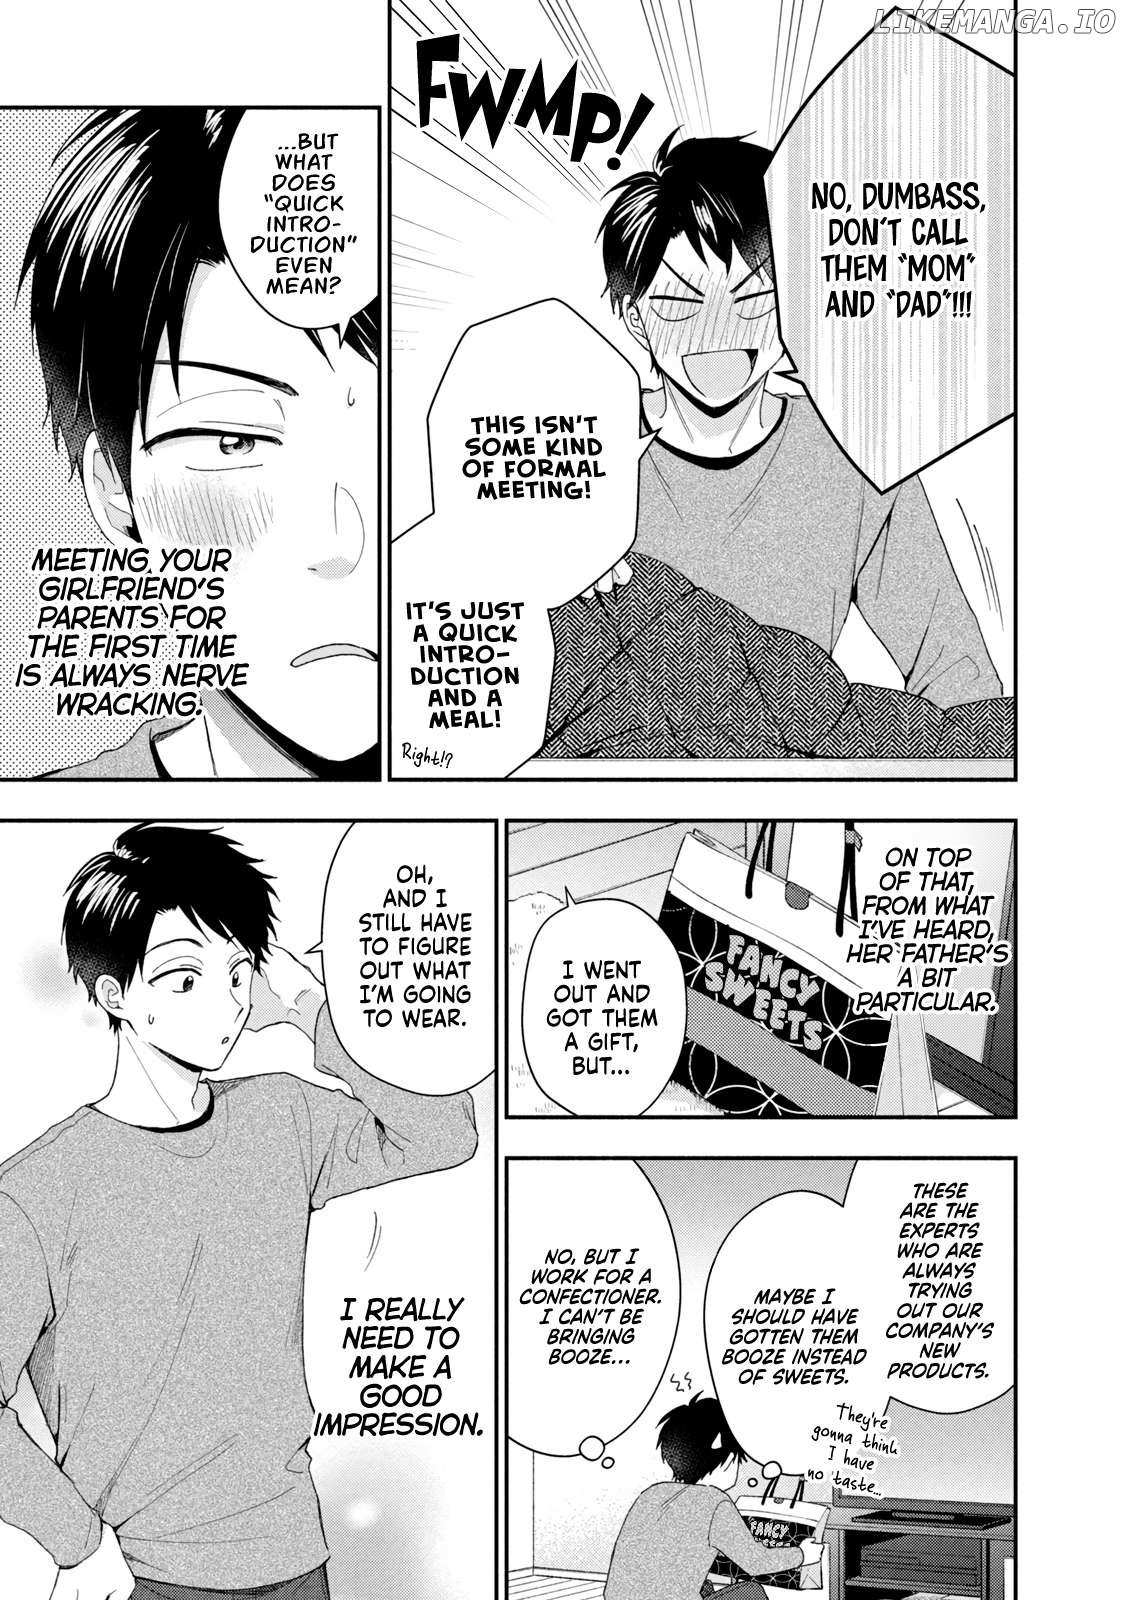 LIKEMANGA.IO
NO, DUMBASS,
DON'T CALL
THEM "MOM"
AND "DAD"!!!
FWMP!
THIS ISN'T
SOME KIND
OF FORMAL
MEETING!
IT'S JUST
A QUICK
INTRO-
DUCTION
AND A
MEAL!
Right!?
...BUT
WHAT
DOES
"QUICK
INTRO-
DUCTION"
EVEN
MEAN?
MEETING YOUR
GIRLFRIEND'S
PARENTS FOR
THE FIRST TIME
IS ALWAYS NERVE
WRACKING.
ON TOP
OF THAT,
FROM WHAT
I'VE HEARD,
HER FATHER'S
A BIT
PARTICULAR.
FANCY
SWEETS
I WENT
OUT AND
GOT THEM
A GIFT,
BUT...
THESE
ARE THE
EXPERTS
WHO ARE
ALWAYS
TRYING
OUT OUR
COMPANY'S
NEW
PRODUCTS.
MAYBE I
SHOULD HAVE
GOTTEN THEM
BOOZE INSTEAD
OF SWEETS.
They're
gonna think
I have
no taste...
NO, BUT I
WORK FOR A
CONFECTIONER.
I CAN'T BE
BRINGING
BOOZE...
FANCY
SWEETS
OH,
AND I
STILL HAVE
TO FIGURE
OUT WHAT
I'M GOING
TO WEAR.
I REALLY
NEED TO
MAKE A
GOOD
IMPRESSION.